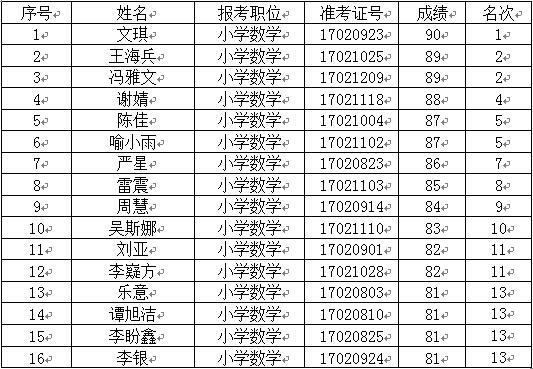 序号 姓名 报考职位 准考证号 成绩 名次
1 文琪 小学数学 17020923 90 1
2 王海兵 小学数学 17021025 89 2
3 冯雅文 小学数学 17021209 89 2
4 谢婧 小学数学 17021118 88 4
5 陈佳 小学数学 17021004 87 5
6 喻小雨 小学数学 17021102 87 5
7 严星 小学数学 17020823 86 7
8 雷震 小学数学 17021103 85 8
9 周慧 小学数学 17020914 84 9
10 吴斯娜 小学数学 17021110 83 10
11 刘亚 小学数学 17020901 82 11
12 李嶷方 小学数学 17021028 82 11
13 乐意 小学数学 17020803 81 13
14 谭旭洁 小学数学 17020810 81 13
15 李盼鑫 小学数学 17020825 81 13
16 李银 小学数学 17020924 81 13